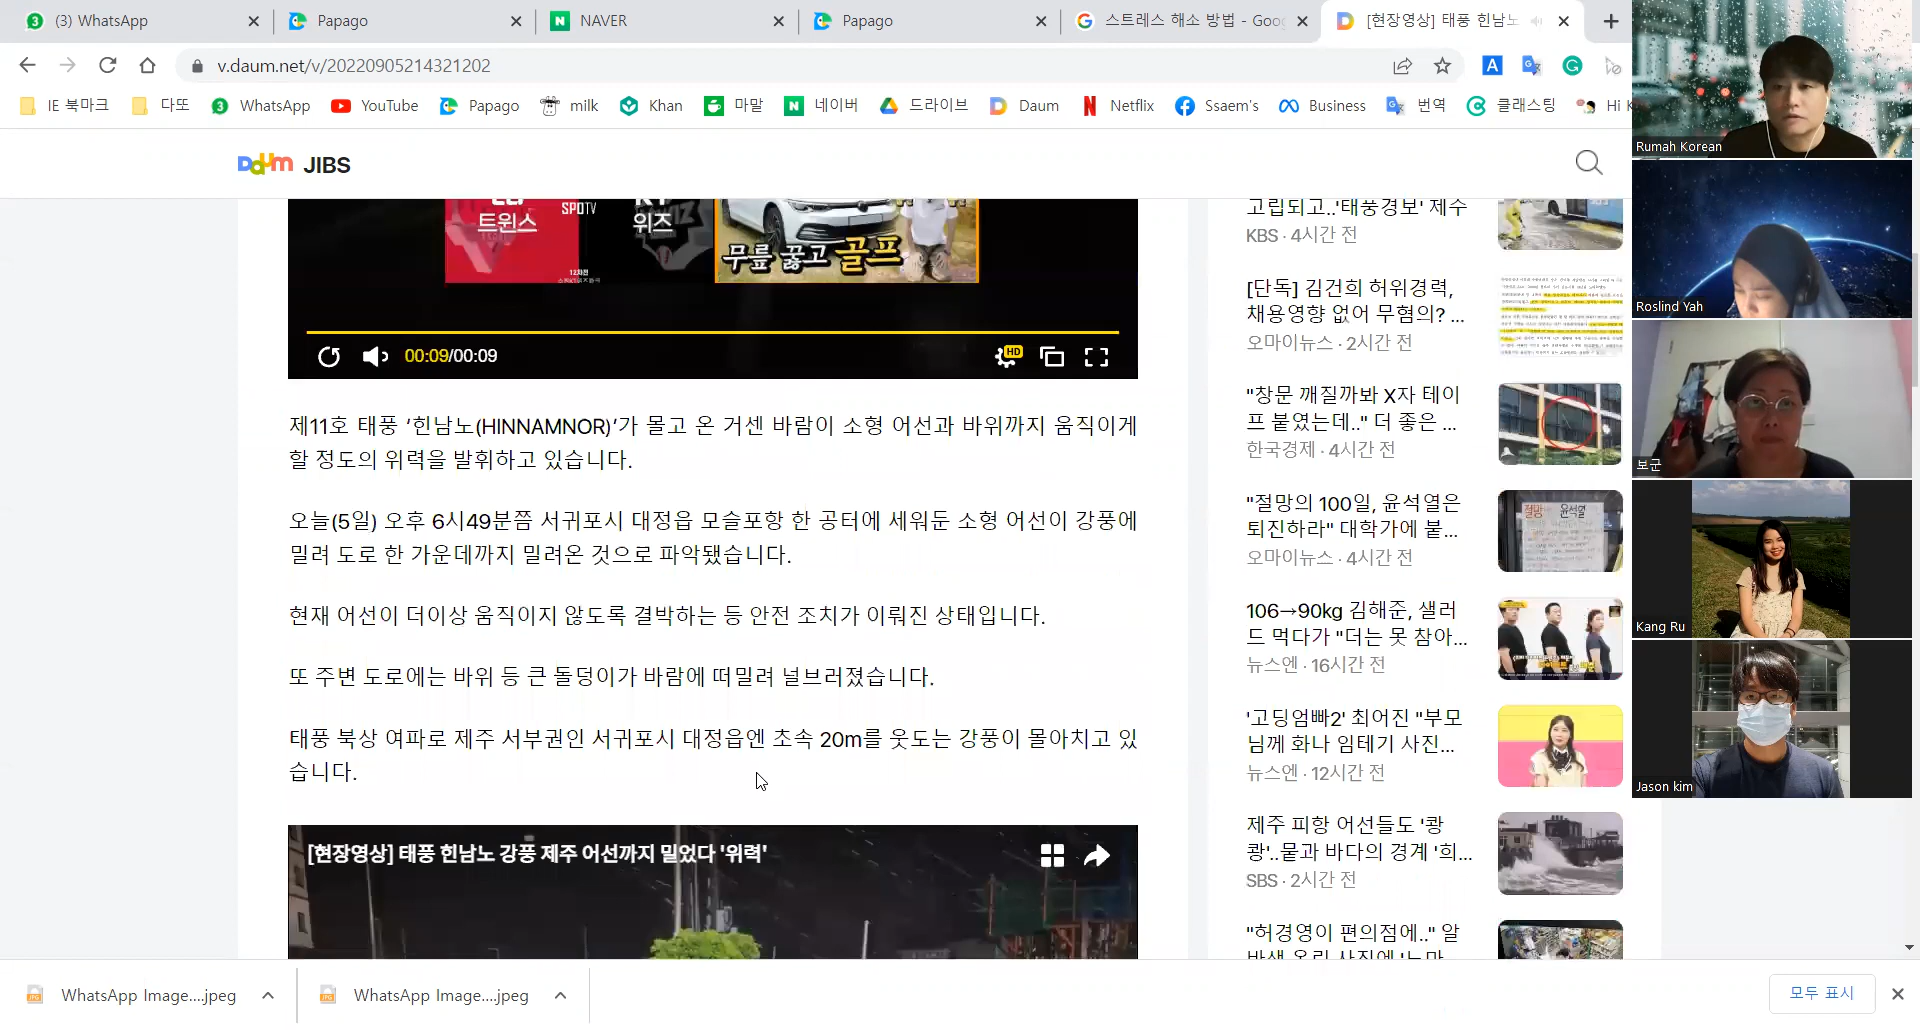 (3) WhatsApp
Papago
NAVER
Papago
스트레스 해소 방법 - Goo
[현장영상] 태풍 힌남노
v.daum.net/v/20220905214321202
IE 북마크
다또
WhatsApp
YouTube
Papago
milk
Khan
마말
네이버
드라이브
Daum
Netflix
Ssaem's
Business
번역
클래스팅
Hi K
Daum JIBS
트윈스
SPOTV
위즈
12차전
무릎 꿇고 골프
00:09/00:09
HD
제11호 태풍 ‘힌남노(HINNAMNOR)’가 몰고 온 거센 바람이 소형 어선과 바위까지 움직이게
할 정도의 위력을 발휘하고 있습니다.
오늘(5일) 오후 6시49분쯤 서귀포시 대정읍 모슬포항 한 공터에 세워둔 소형 어선이 강풍에
밀려 도로 한 가운데까지 밀려온 것으로 파악됐습니다.
현재 어선이 더이상 움직이지 않도록 결박하는 등 안전 조치가 이뤄진 상태입니다.
또 주변 도로에는 바위 등 큰 돌덩이가 바람에 떠밀려 널브러졌습니다.
태풍 북상 여파로 제주 서부권인 서귀포시 대정읍엔 초속 20m를 웃도는 강풍이 몰아치고 있
습니다.
[현장영상] 태풍 힌남노 강풍 제주 어선까지 밀었다 '위력'
고립되고..'태풍경보' 제주
KBS · 4시간 전
[단독] 김건희 허위경력,
채용영향 없어 무혐의? ...
오마이뉴스 · 2시간 전
"창문 깨질까봐 X자 테이
프 붙였는데.." 더 좋은 ...
한국경제 · 4시간 전
"절망의 100일, 윤석열은
퇴진하라" 대학가에 붙...
오마이뉴스 · 4시간 전
절망 윤석열
106→90kg 김해준, 샐러
드 먹다가 "더는 못 참아...
뉴스엔 · 16시간 전
'고딩엄빠2' 최어진 "부모
님께 화나 임테기 사진...
뉴스엔 · 12시간 전
제주 피항 어선들도 '쾅
쾅'..뭍과 바다의 경계 '희...
SBS · 2시간 전
"허경영이 편의점에.." 알
Rumah Korean
Roslind Yah
보군
Kang Ru
Jason kim
WhatsApp Image....jpeg
WhatsApp Image....jpeg
모두 표시